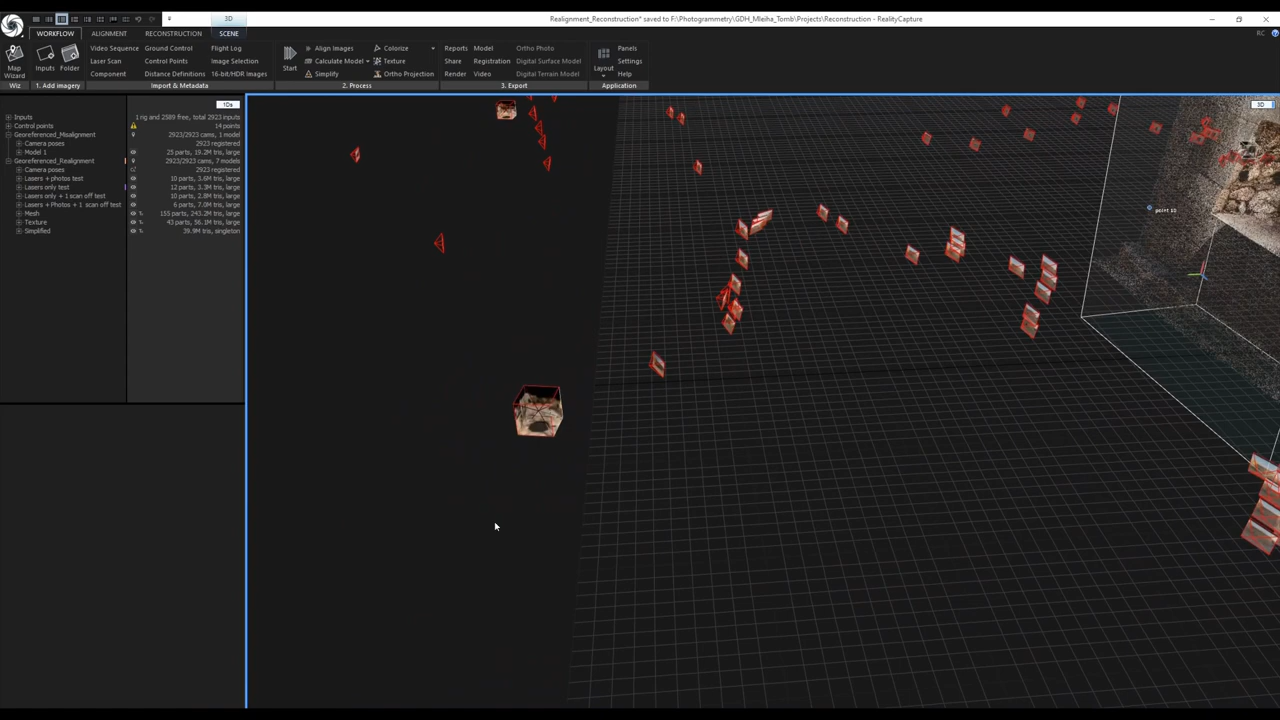 3D
Realignment_Reconstruction* saved to F:\Photogrammetry\GDH_Mleiha_Tomb\Projects\Reconstruction - RealityCapture
WORKFLOW ALIGNMENT RECONSTRUCTION SCENE
RC
Map Wizard
Inputs Folder
Video Sequence Ground Control Flight Log
Laser Scan Control Points Image Selection
Component Distance Definitions 16-bit/HDR Images
Start
Align Images Colorize
Calculate Model Texture
Simplify Ortho Projection
Reports Model Ortho Photo
Share Registration Digital Surface Model
Render Video Digital Terrain Model
Layout
Panels
Settings
Help
Wiz 1. Add imagery Import & Metadata 2. Process 3. Export Application
1Ds
3D
Inputs 1 rig and 2589 free, total 2923 inputs
Control points 14 points
Georeferenced_Misalignment 2923/2923 cams, 1 model
Camera poses 2923 registered
Model 1 25 parts, 19.2M tris, large
Georeferenced_Realignment 2923/2923 cams, 7 models
Camera poses 2923 registered
Lasers + photos test 10 parts, 3.6M tris, large
Lasers only test 12 parts, 3.3M tris, large
Lasers only + 1 scan off test 10 parts, 2.8M tris, large
Lasers + Photos + 1 scan off test 6 parts, 7.0M tris, large
Mesh 155 parts, 243.2M tris, large
Texture 43 parts, 56.1M tris, large
Simplified 39.9M tris, singleton
point 10